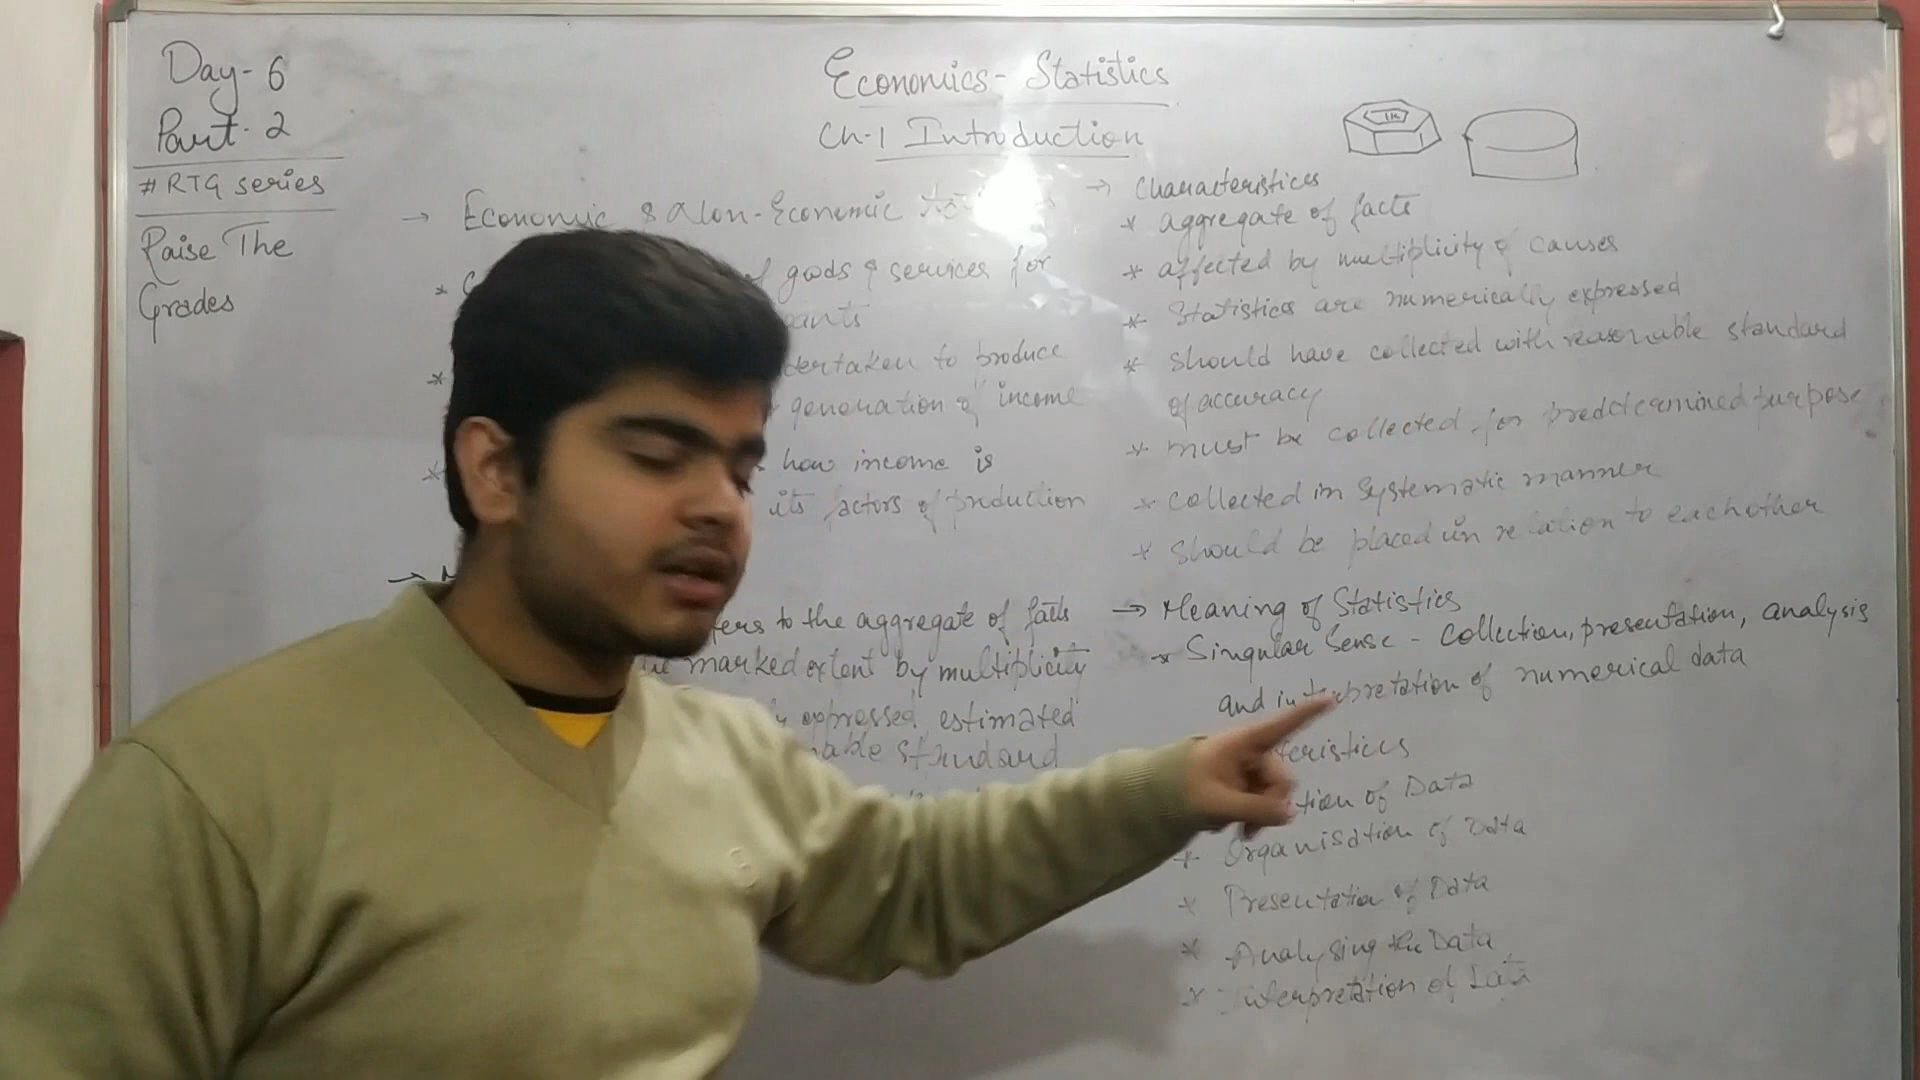 Day-6
Part-2
# RTG series
Raise The
Grades
Economics- Statistics
Ch-1 Introduction
1K
→ Economic & Non-Economic
* of goods & services for
wants
* undertaken to produce
generation of income
* how income is
its factors of production
→
refers to the aggregate of facts
marked extent by multiplicity
expressed, estimated
standard
→ Characteristices
* aggregate of facts
* affected by multiplicity of causes
* Statistics are numerically expressed
* should have collected with reasonable standard
of accuracy
* must be collected for predetermined purpose
* collected in systematic manner
* should be placed in relation to each other
→ Meaning of Statistics
* Singular Sense - Collection, presentation, analysis
and interpretation of numerical data
teristices
tion of Data
* Organisation of Data
* Presentation of Data
* Analysing the Data
* Interpretation of Data